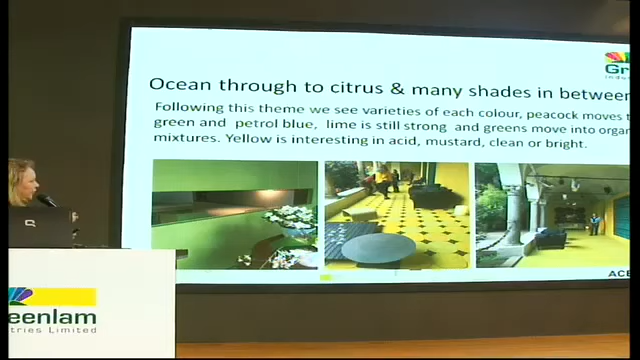 Gr
Indus
Ocean through to citrus & many shades in between
Following this theme we see varieties of each colour, peacock moves t
green and petrol blue, lime is still strong and greens move into orga
mixtures. Yellow is interesting in acid, mustard, clean or bright.
ACE
eenlam
tries Limited